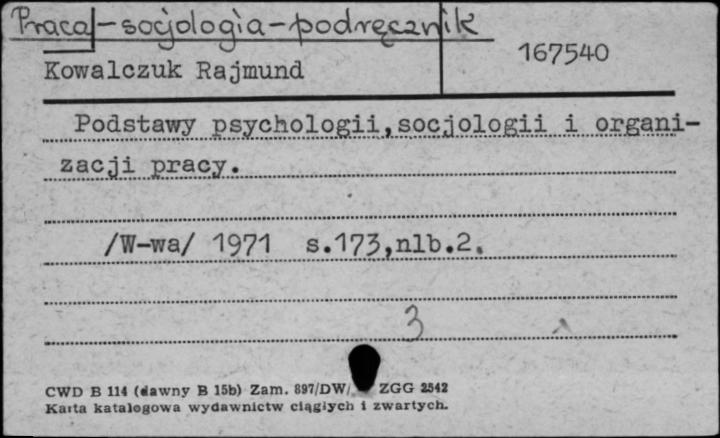 Praca-socjologia-podręcznik
167540
Kowalczuk Rajmund
Podstawy psychologii,socjologii i organi-
zacji pracy.
/W-wa/ 1971 s.173,nlb.2.
3
CWD B 114 (dawny B 15b) Zam. 897/DW/ ZGG 2542
Karta katalogowa wydawnictw ciągłych i zwartych.